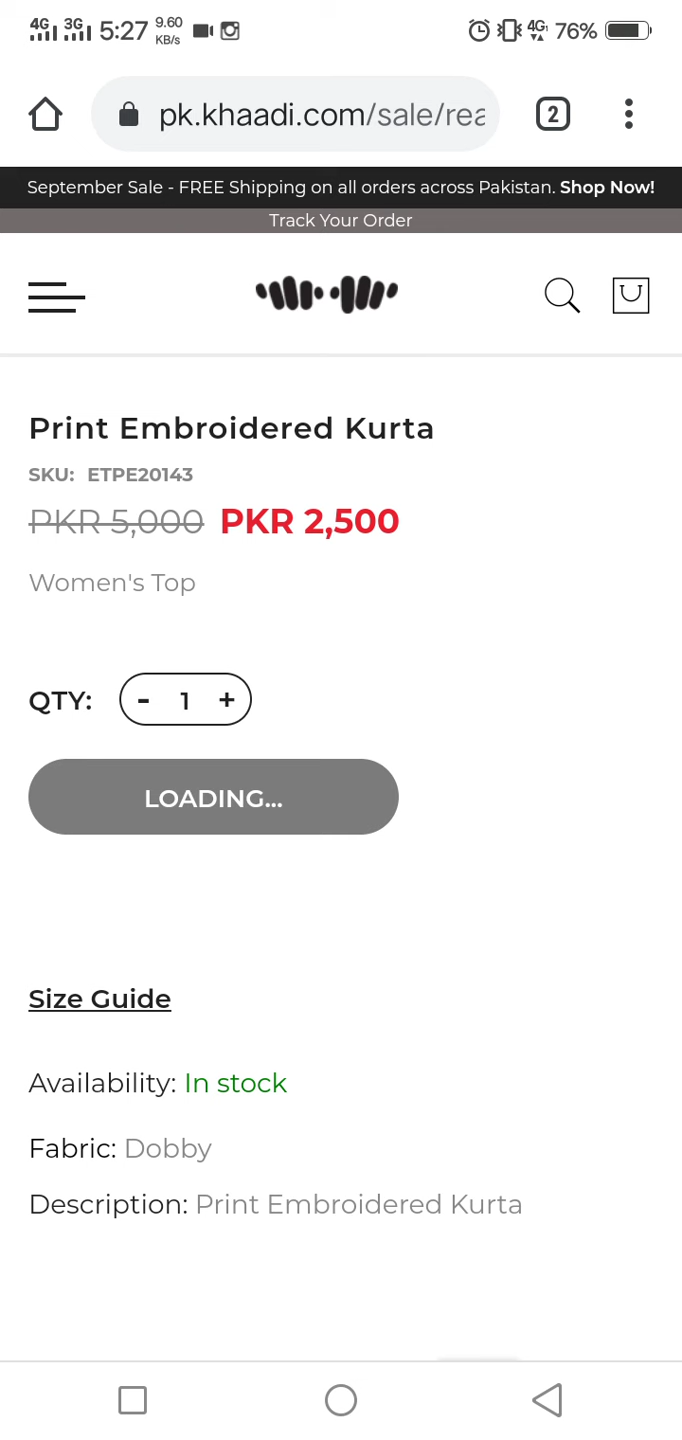 4G 3G 5:27 9.60 KB/s 4G 76%
pk.khaadi.com/sale/rea
2
September Sale - FREE Shipping on all orders across Pakistan. Shop Now!
Track Your Order
Print Embroidered Kurta
SKU: ETPE20143
PKR 5,000 PKR 2,500
Women's Top
QTY: - 1 +
LOADING...
Size Guide
Availability: In stock
Fabric: Dobby
Description: Print Embroidered Kurta